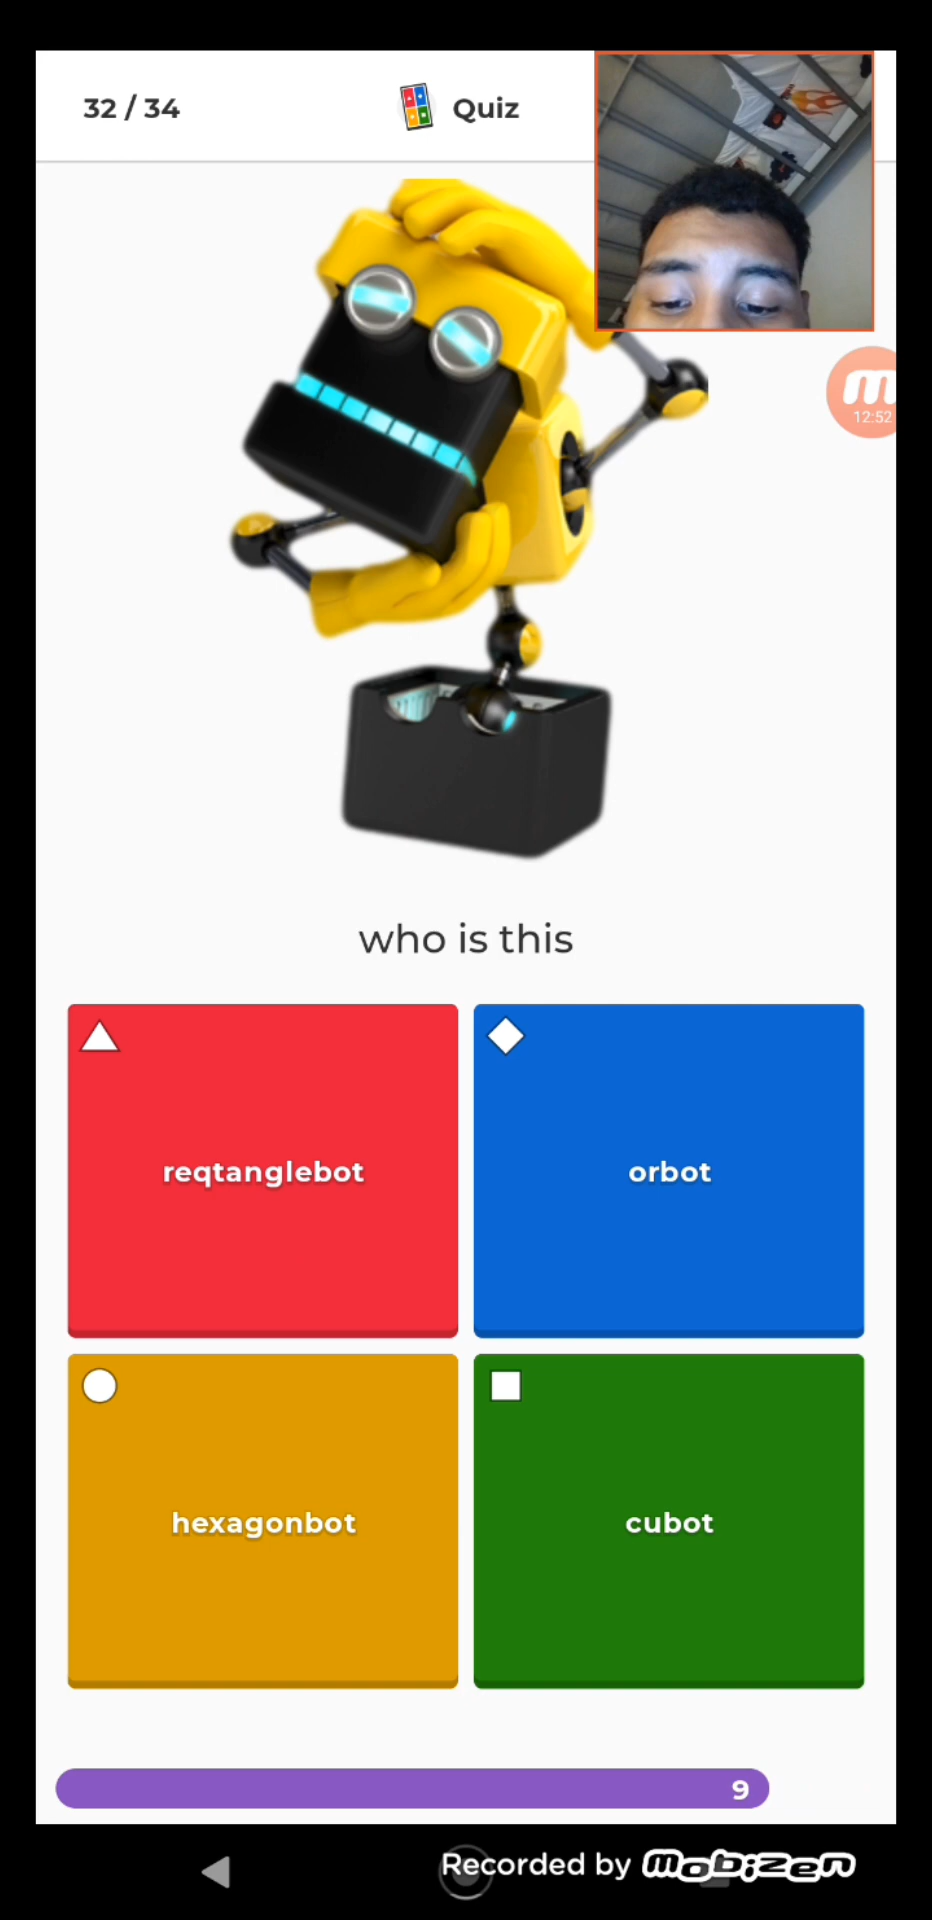 32 / 34
Quiz
12:52
who is this
reqtanglebot
orbot
hexagonbot
cubot
9
Recorded by Mobizen